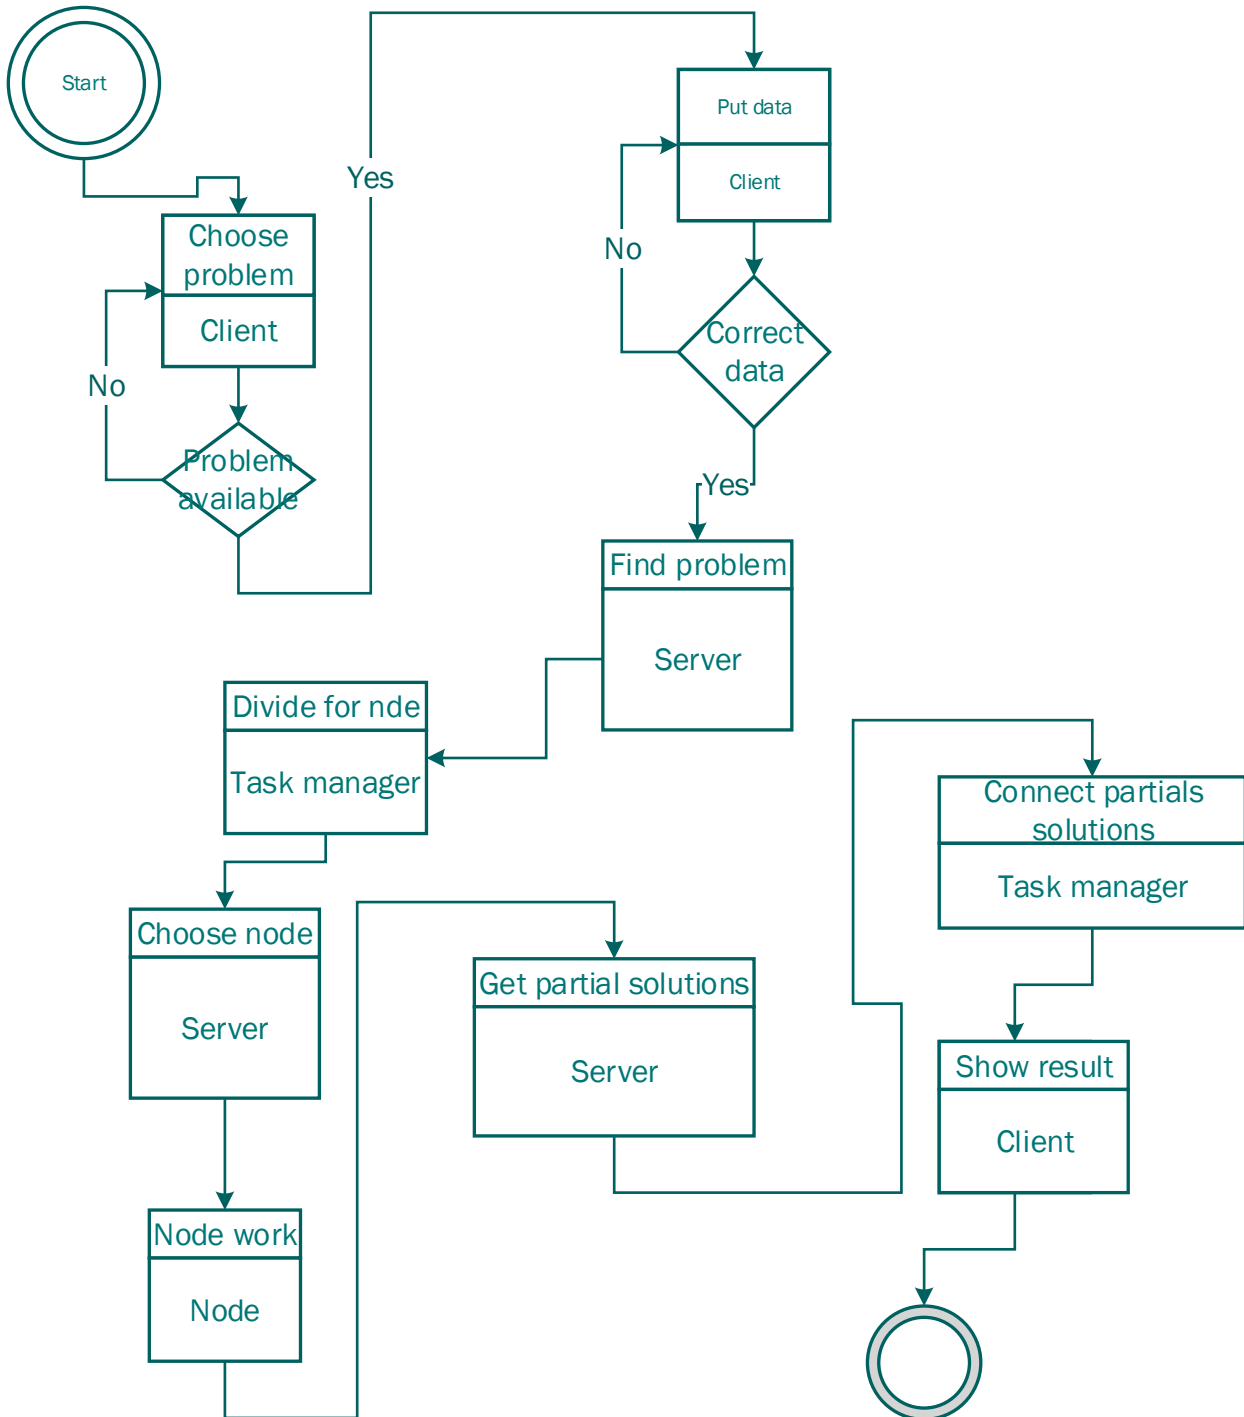 Start
Choose
problem
Client
No
Problem
available
Yes
Put data
Client
No
Correct
data
Yes
Find problem
Server
Divide for nde
Task manager
Choose node
Server
Node work
Node
Get partial solutions
Server
Connect partials
solutions
Task manager
Show result
Client